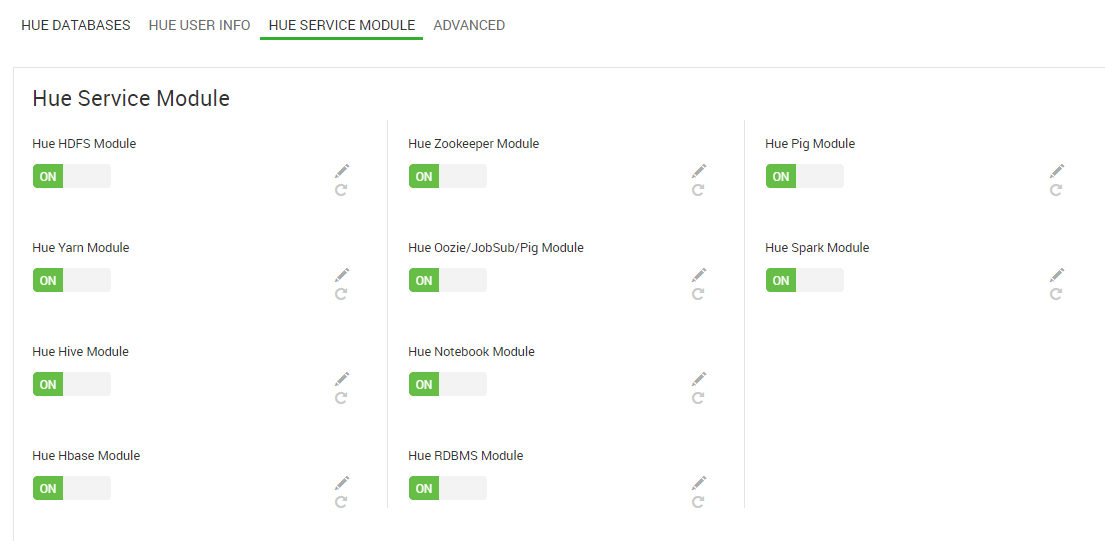 HUE DATABASES HUE USER INFO HUE SERVICE MODULE ADVANCED
Hue Service Module
Hue HDFS Module
ON
Hue Yarn Module
ON
Hue Hive Module
ON
Hue Hbase Module
ON
Hue Zookeeper Module
ON
Hue Oozie/JobSub/Pig Module
ON
Hue Notebook Module
ON
Hue RDBMS Module
ON
Hue Pig Module
ON
Hue Spark Module
ON